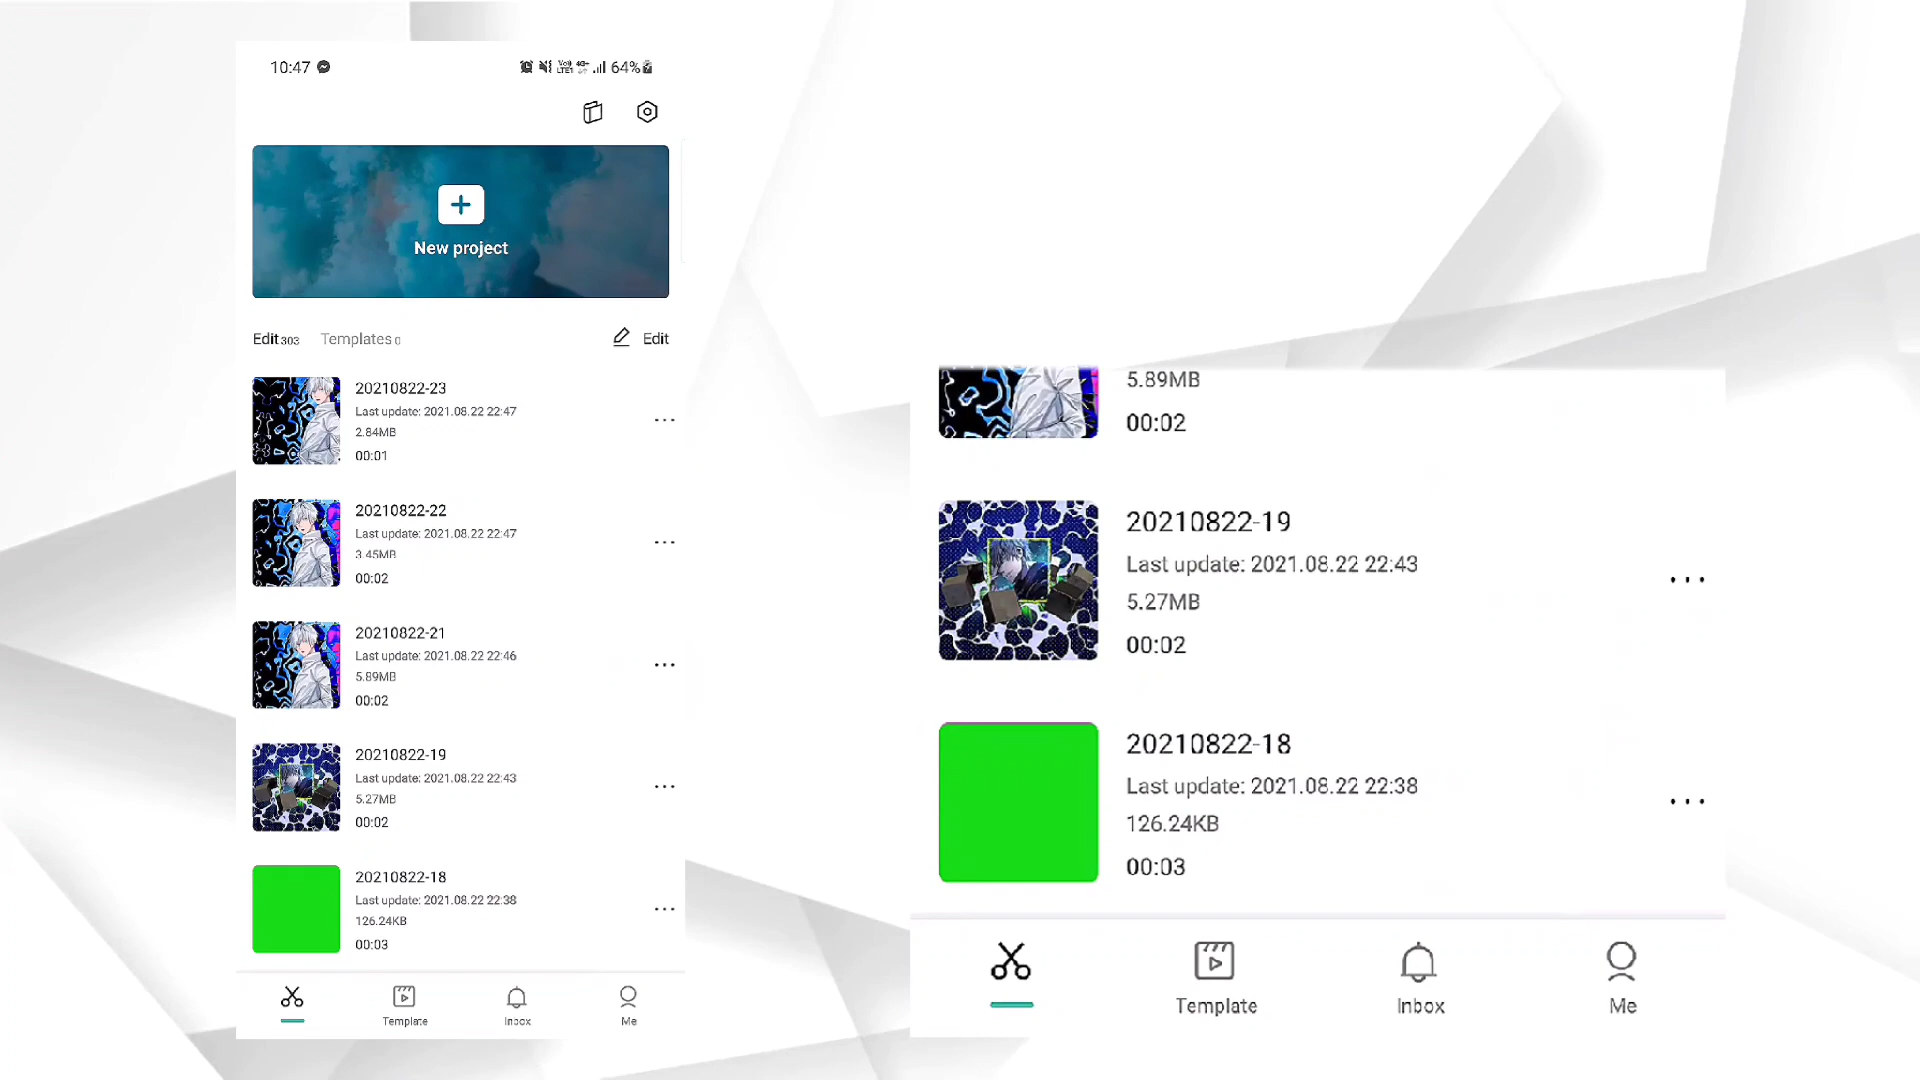 10:47
Vo)) 4G+ 64%
LTE1
New project
Edit 303 Templates 0 Edit
20210822-23
Last update: 2021.08.22 22:47
2.84MB
00:01
20210822-22
Last update: 2021.08.22 22:47
3.45MB
00:02
20210822-21
Last update: 2021.08.22 22:46
5.89MB
00:02
20210822-19
Last update: 2021.08.22 22:43
5.27MB
00:02
20210822-18
Last update: 2021.08.22 22:38
126.24KB
00:03
Template Inbox Me
5.89MB
00:02
20210822-19
Last update: 2021.08.22 22:43
5.27MB
00:02
20210822-18
Last update: 2021.08.22 22:38
126.24KB
00:03
Template Inbox Me